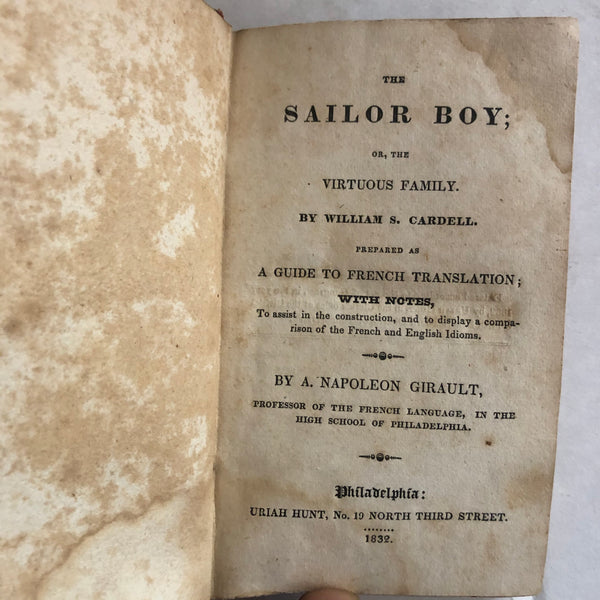 THE
SAILOR BOY;
OR, THE
VIRTUOUS FAMILY.
BY WILLIAM S. CARDELL.
PREPARED AS
A GUIDE TO FRENCH TRANSLATION;
WITH NOTES,
To assist in the construction, and to display a compa-
rison of the French and English Idioms.
BY A. NAPOLEON GIRAULT,
PROFESSOR OF THE FRENCH LANGUAGE, IN THE
HIGH SCHOOL OF PHILADELPHIA.
Philadelphia:
URIAH HUNT, No. 19 NORTH THIRD STREET.
........
1832.